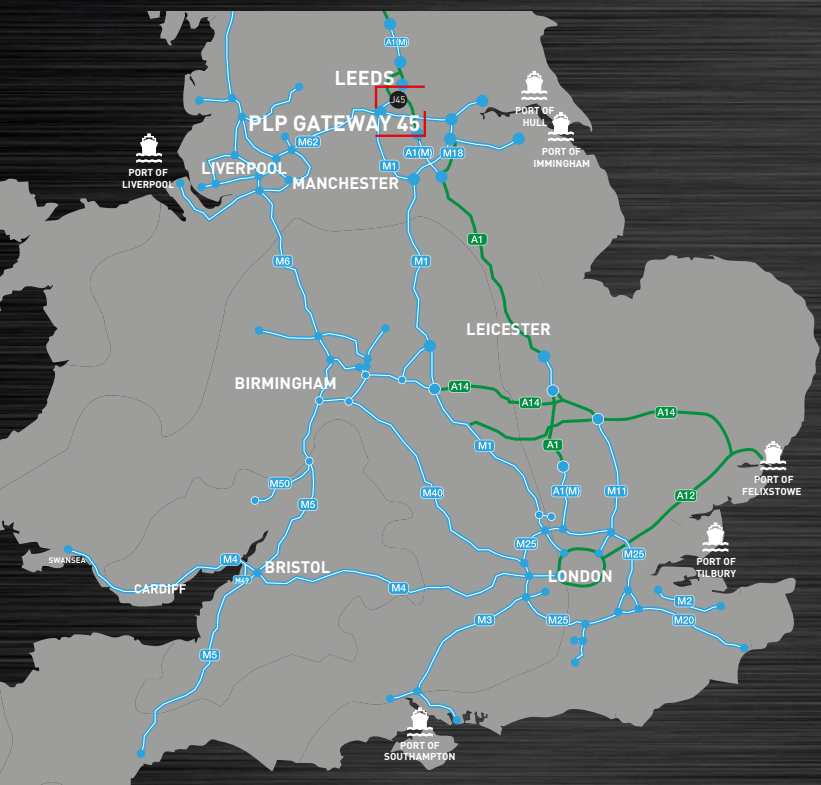 A1(M)
LEEDS
J45
PORT OF
HULL
PLP GATEWAY 45
M62
PORT OF
IMMINGHAM
PORT OF
LIVERPOOL
LIVERPOOL
MANCHESTER
M1
A1(M)
M18
A1
M6
M1
LEICESTER
BIRMINGHAM
A14
A14
A14
M1
A1
PORT OF
FELIXSTOWE
M50
M5
M40
A1(M)
M11
A12
M25
M25
PORT OF
TILBURY
SWANSEA
M4
M49
BRISTOL
CARDIFF
M4
LONDON
M3
M25
M2
M20
M5
PORT OF
SOUTHAMPTON